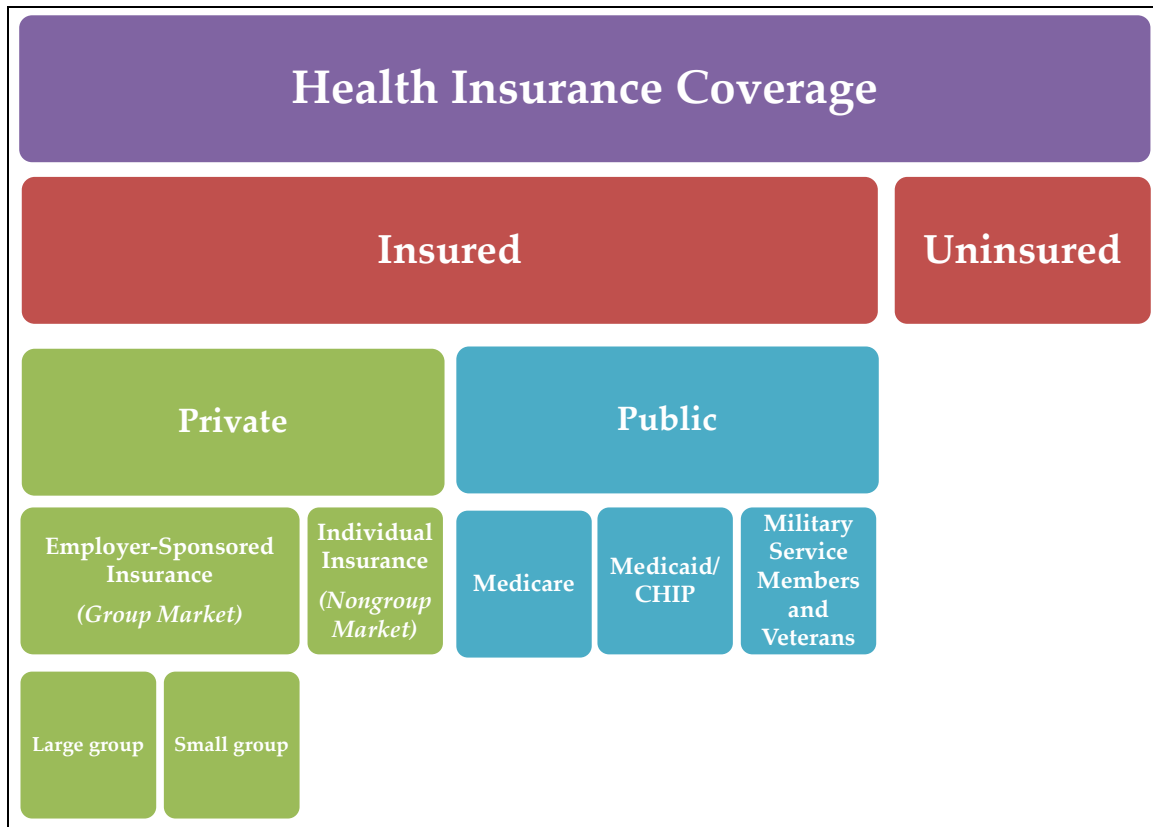 Health Insurance Coverage
Insured
Uninsured
Private
Public
Employer-Sponsored
Insurance
(Group Market)
Individual
Insurance
(Nongroup
Market)
Medicare
Medicaid/
CHIP
Military
Service
Members
and
Veterans
Large group
Small group